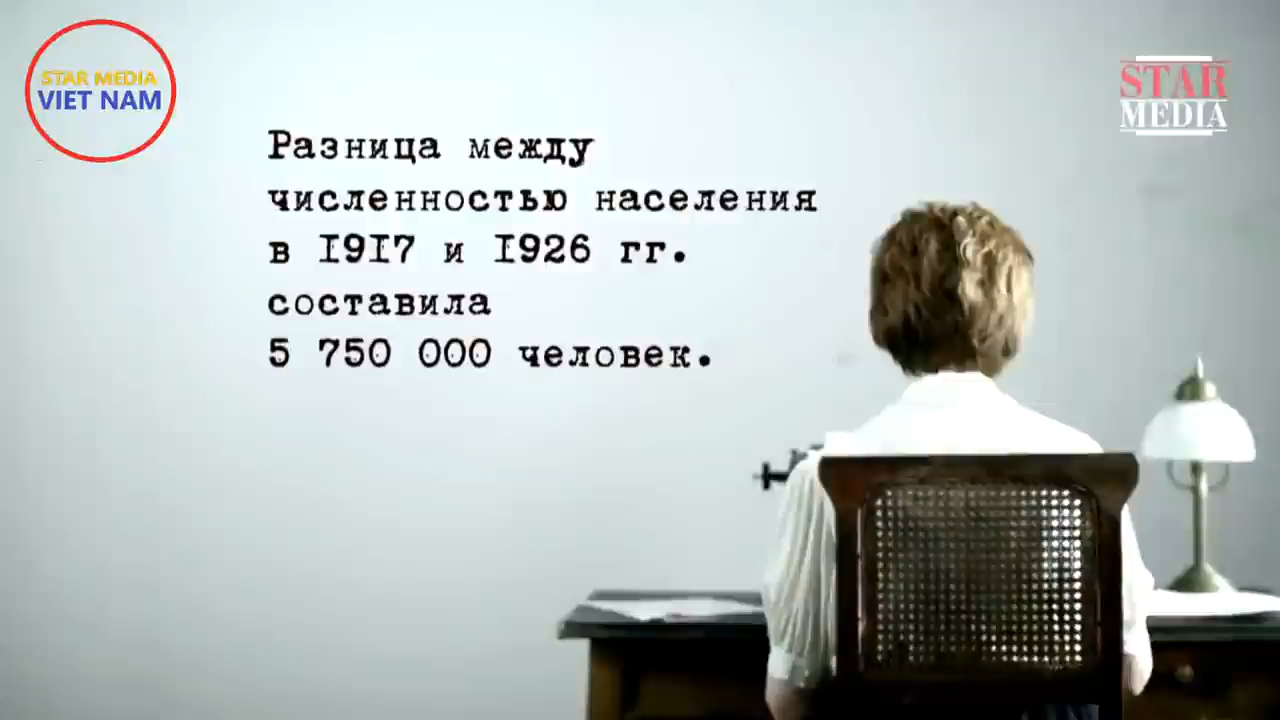 STAR MEDIA
VIET NAM
STAR
MEDIA
Разница между
численностью населения
в 1917 и 1926 гг.
составила
5 750 000 человек.